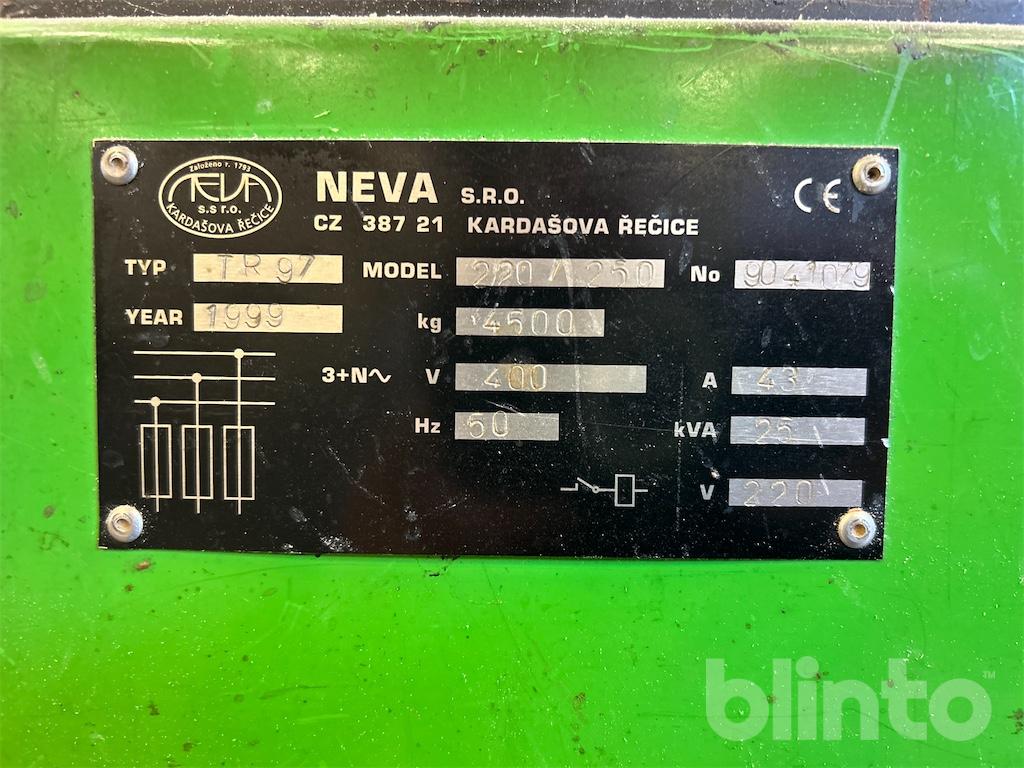 Založeno r. 1793
NEVA
s.s r.o.
KARDAŠOVA ŘEČICE
NEVA S.R.O.
CZ 387 21 KARDAŠOVA ŘEČICE
CE
TYP TR 97 MODEL 220 / 250 No 9041079
YEAR 1999 kg 4500
3+N∿ V 400 A 43
Hz 50 kVA 25
V 220
blinto™